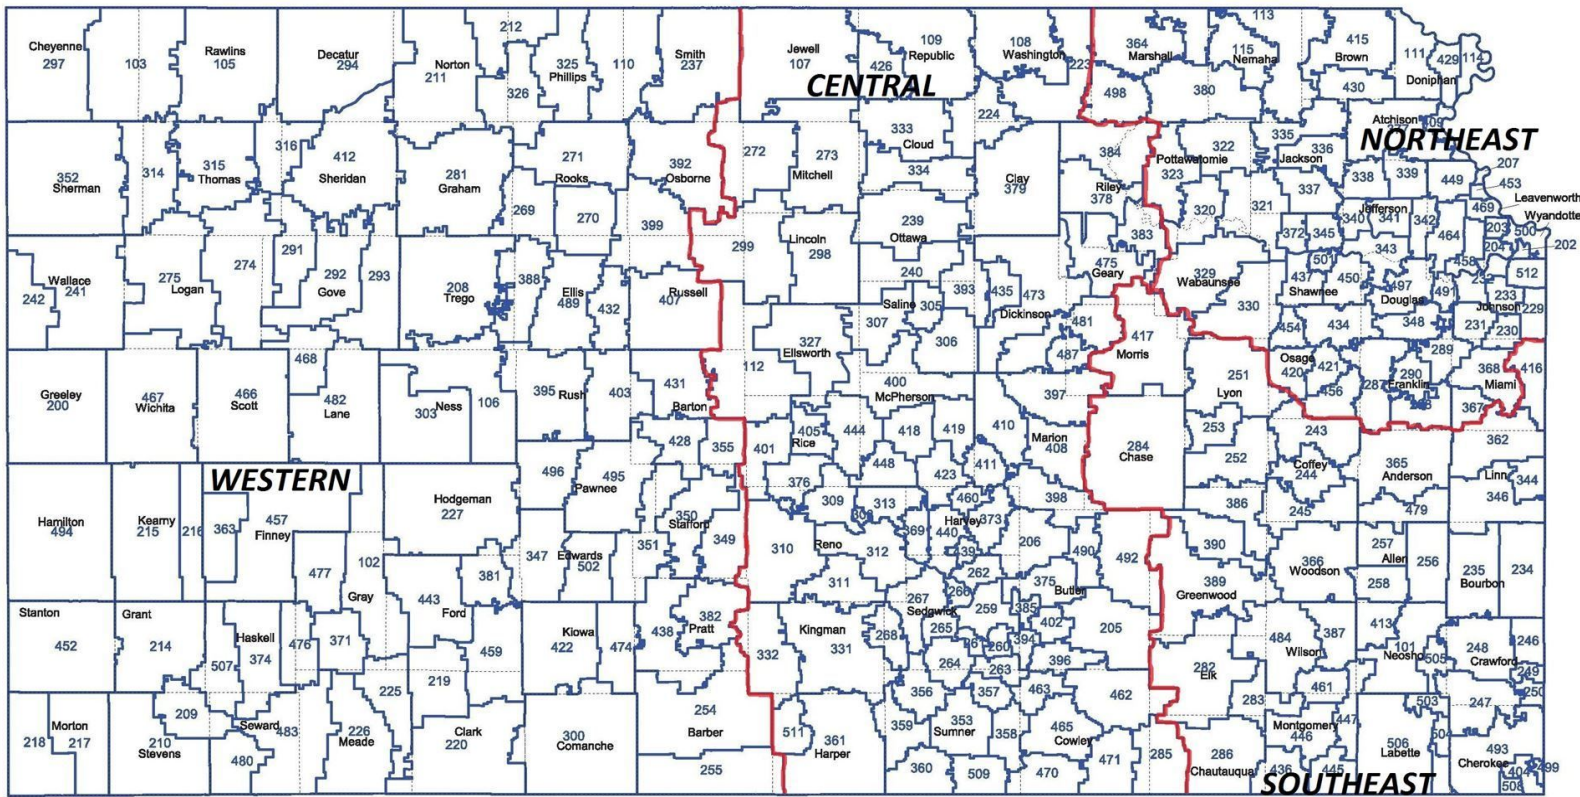 113
212
Cheyenne
297
103
Rawlins
105
Decatur
294
Norton
211
326
325
Phillips
110
Smith
237
Jewell
107
426
109
Republic
108
Washington
223
364
Marshall
115
Nemaha
415
Brown
111
429
114
Doniphan
CENTRAL
224
498
380
430
Atchison
377
409
NORTHEAST
352
Sherman
314
315
Thomas
316
412
Sheridan
281
Graham
271
Rooks
269
270
392
Osborne
399
272
273
Mitchell
333
Cloud
334
Clay
379
384
Riley
378
383
Pottawatomie
323
322
320
321
335
336
Jackson
337
338
339
449
207
453
Leavenworth
469
Wyandotte
Jefferson
340
341
342
464
203
500
204
202
372
345
343
458
Wallace
242
241
275
Logan
274
291
292
Gove
293
208
Trego
388
Ellis
489
432
407
Russell
299
Lincoln
298
239
Ottawa
240
393
435
473
475
Geary
Saline
305
307
306
Dickinson
481
487
329
Wabaunsee
330
437
501
Shawnee
450
497
Douglas
491
232
512
233
Johnson
229
231
230
454
434
348
417
Morris
327
Ellsworth
112
Greeley
200
467
Wichita
466
Scott
468
482
Lane
303
Ness
106
395
Rush
403
431
Barton
428
355
401
405
Rice
400
McPherson
444
418
419
410
397
Marion
408
284
Chase
251
Lyon
253
252
Osage
420
421
456
287
290
Franklin
288
289
368
Miami
367
416
362
243
Coffey
244
245
365
Anderson
479
Linn
344
346
WESTERN
Hamilton
494
Kearny
215
216
363
457
Finney
Hodgeman
227
496
495
Pawnee
350
Stafford
349
351
347
Edwards
502
376
448
423
411
309
308
313
460
369
Harvey
440
373
439
398
206
490
492
386
310
Reno
312
311
262
375
Butler
390
389
Greenwood
366
Woodson
257
Allen
258
256
235
Bourbon
234
477
102
Gray
443
381
Ford
Stanton
452
Grant
214
507
Haskell
374
476
371
459
219
225
Kiowa
422
474
438
382
Pratt
332
Kingman
331
268
267
Sedgwick
266
259
385
265
260
394
402
264
263
396
205
282
Elk
283
484
Wilson
387
461
413
101
Neosho
505
248
Crawford
246
249
250
247
503
Morton
218
217
209
210
Stevens
Seward
480
483
226
Meade
Clark
220
300
Comanche
254
Barber
255
511
361
Harper
356
357
463
462
359
353
Sumner
358
465
Cowley
360
509
470
471
285
286
Chautauqua
Montgomery
446
447
436
445
506
Labette
504
493
Cherokee
404
499
508
SOUTHEAST